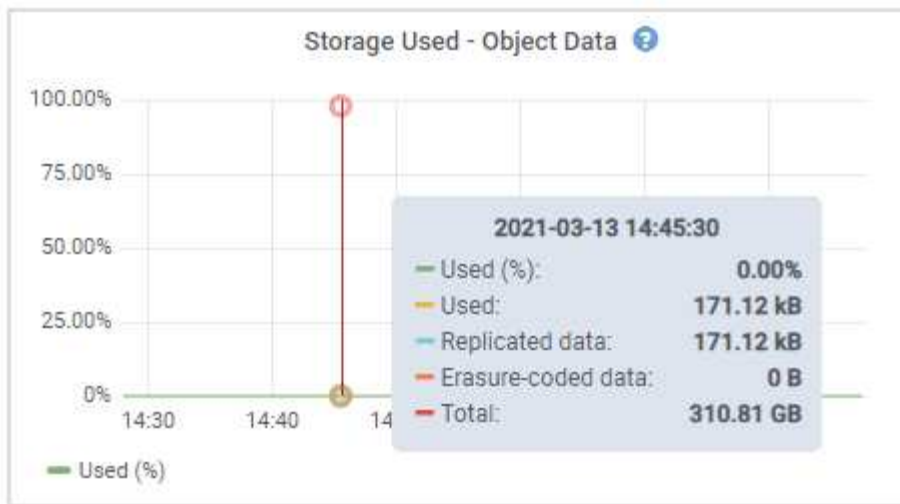 Storage Used - Object Data ?
100.00%
75.00%
50.00%
25.00%
0%
14:30 14:40
2021-03-13 14:45:30
Used (%): 0.00%
Used: 171.12 kB
Replicated data: 171.12 kB
Erasure-coded data: 0 B
Total: 310.81 GB
Used (%)